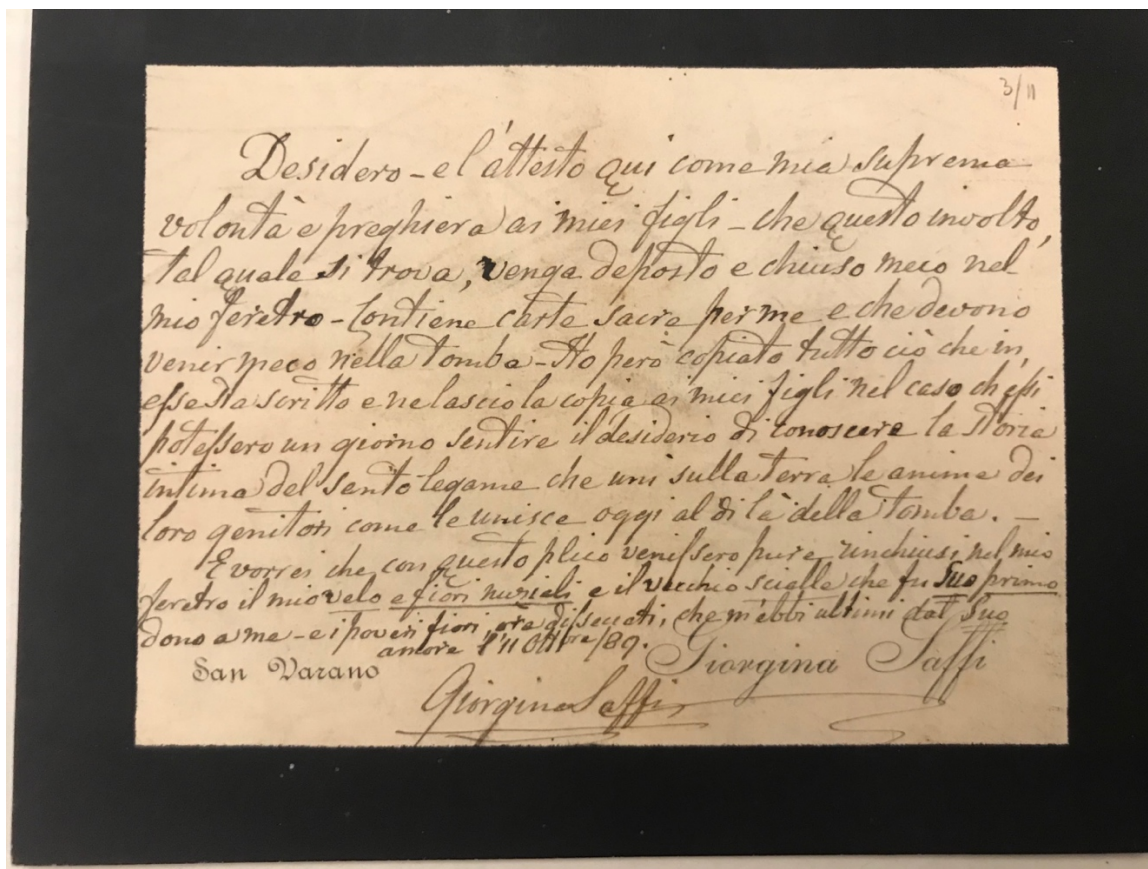 3/11
Desidero – e l'attesto qui come mia suprema
volontà e preghiera ai miei figli – che questo involto,
tal quale si trova, venga deposto e chiuso meco nel
mio feretro – Contiene carte sacre per me e che devono
venir meco nella tomba – Ho però copiato tutto ciò che in
esse sta scritto e ne lascio la copia ai miei figli nel caso ch'essi
potessero un giorno sentire il desiderio di conoscere la storia
intima del santo legame che unì sulla terra le anime dei
loro genitori come le unisce oggi al di là della tomba. –
E vorrei che con questo plico venissero pure rinchiusi nel mio
feretro il mio velo e fiori nuziali e il vecchio scialle che fu Suo primo
dono a me – e i poveri fiori, ora disseccati, che m'ebbi ultimi dal Suo
amore l'11 Ottbre/89.
San Varano Giorgina Saffi
Giorgina Saffi